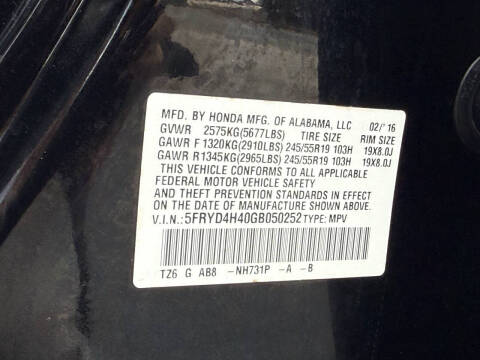 MFD. BY HONDA MFG. OF ALABAMA, LLC 02/'16
GVWR 2575KG(5677LBS) TIRE SIZE RIM SIZE
GAWR F 1320KG(2910LBS) 245/55R19 103H 19X8.0J
GAWR R1345KG(2965LBS) 245/55R19 103H 19X8.0J
THIS VEHICLE CONFORMS TO ALL APPLICABLE
FEDERAL MOTOR VEHICLE SAFETY
AND THEFT PREVENTION STANDARDS IN EFFECT
ON THE DATE OF MANUFACTURE SHOWN ABOVE.
V.I.N.: 5FRYD4H40GB050252 TYPE: MPV
TZ6 G AB8 -NH731P -A -B